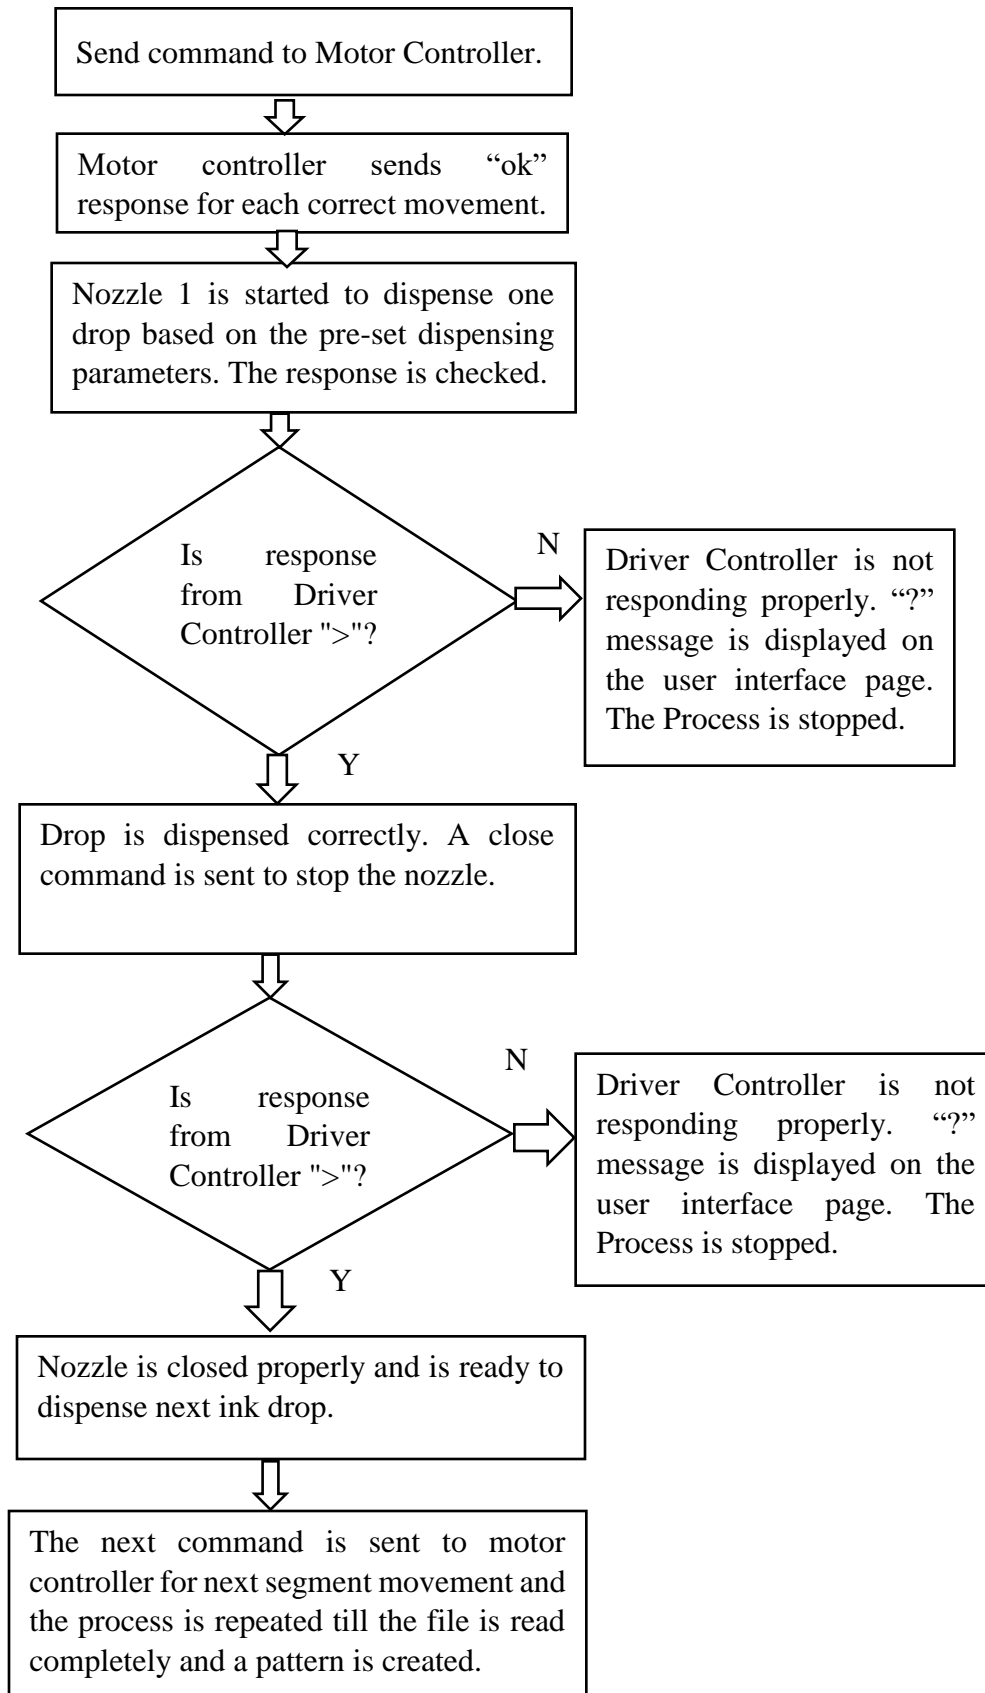 Send command to Motor Controller.
Motor controller sends “ok”
response for each correct movement.
Nozzle 1 is started to dispense one
drop based on the pre-set dispensing
parameters. The response is checked.
Is response
from Driver
Controller ">"?
N
Driver Controller is not
responding properly. “?”
message is displayed on
the user interface page.
The Process is stopped.
Y
Drop is dispensed correctly. A close
command is sent to stop the nozzle.
Is response
from Driver
Controller ">"?
N
Driver Controller is not
responding properly. “?”
message is displayed on the
user interface page. The
Process is stopped.
Y
Nozzle is closed properly and is ready to
dispense next ink drop.
The next command is sent to motor
controller for next segment movement and
the process is repeated till the file is read
completely and a pattern is created.